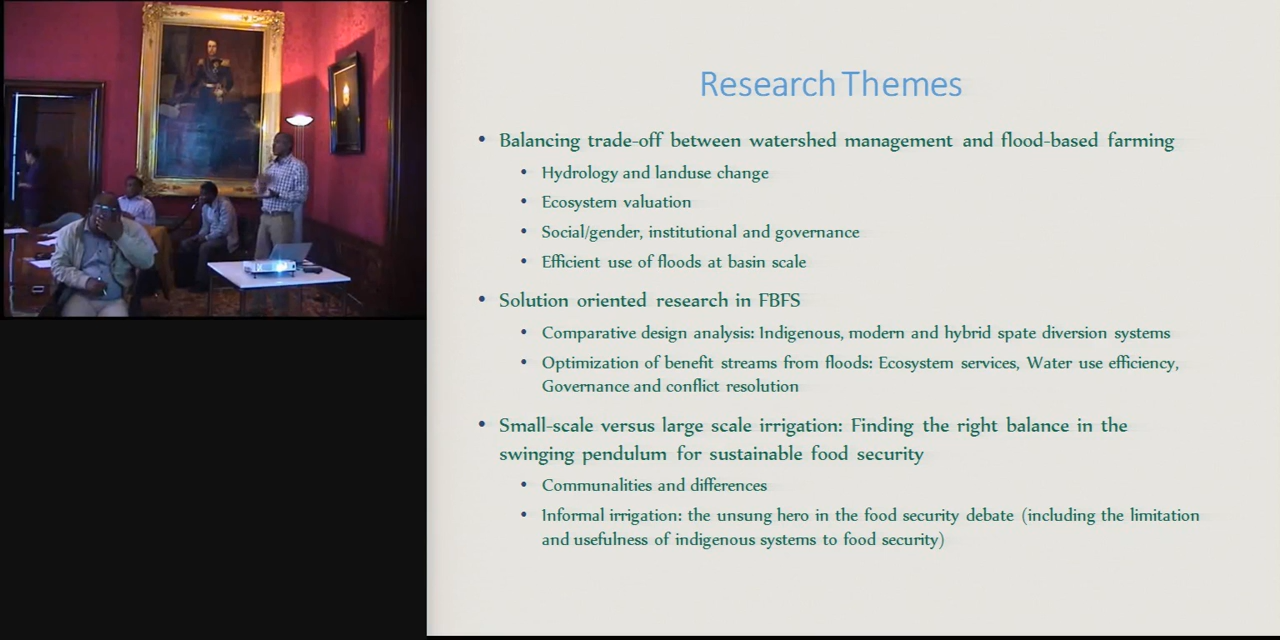 Research Themes
• Balancing trade-off between watershed management and flood-based farming
• Hydrology and landuse change
• Ecosystem valuation
• Social/gender, institutional and governance
• Efficient use of floods at basin scale
• Solution oriented research in FBFS
• Comparative design analysis: Indigenous, modern and hybrid spate diversion systems
• Optimization of benefit streams from floods: Ecosystem services, Water use efficiency,
Governance and conflict resolution
• Small-scale versus large scale irrigation: Finding the right balance in the
swinging pendulum for sustainable food security
• Communalities and differences
• Informal irrigation: the unsung hero in the food security debate (including the limitation
and usefulness of indigenous systems to food security)